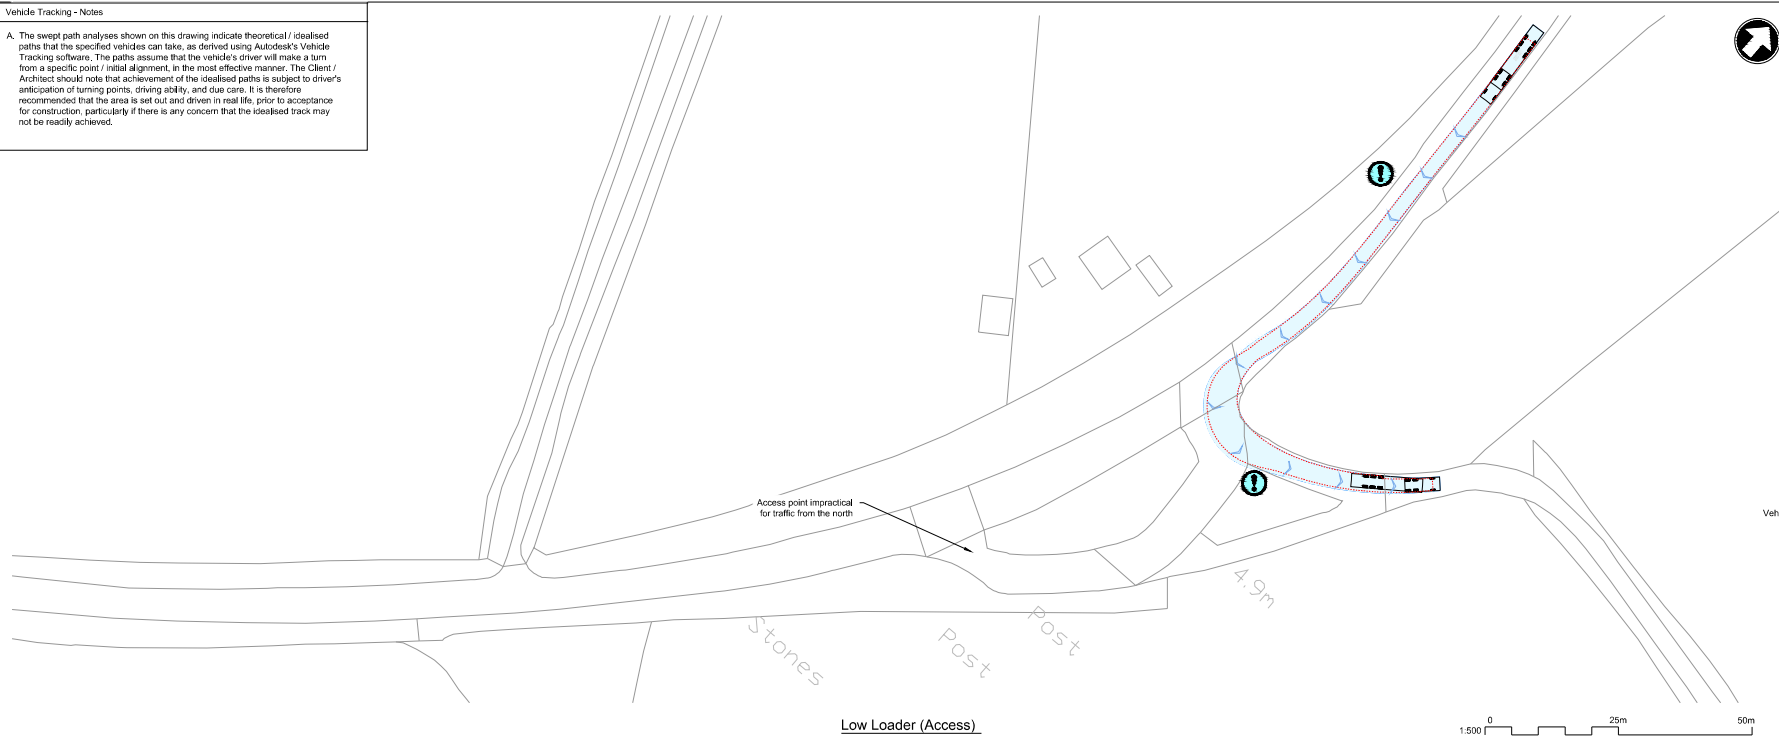 Vehicle Tracking - Notes
A. The swept path analyses shown on this drawing indicate theoretical / idealised
paths that the specified vehicles can take, as derived using Autodesk's Vehicle
Tracking software. The paths assume that the vehicle's driver will make a turn
from a specific point / initial alignment, in the most effective manner. The Client /
Architect should note that achievement of the idealised paths is subject to driver's
anticipation of turning points, driving ability, and due care. It is therefore
recommended that the area is set out and driven in real life, prior to acceptance
for construction, particularly if there is any concern that the idealised track may
not be readily achieved.
!
!
Access point impractical
for traffic from the north
Veh
4.9m
Post
Post
Stones
Low Loader (Access)
1:500
0
25m
50m